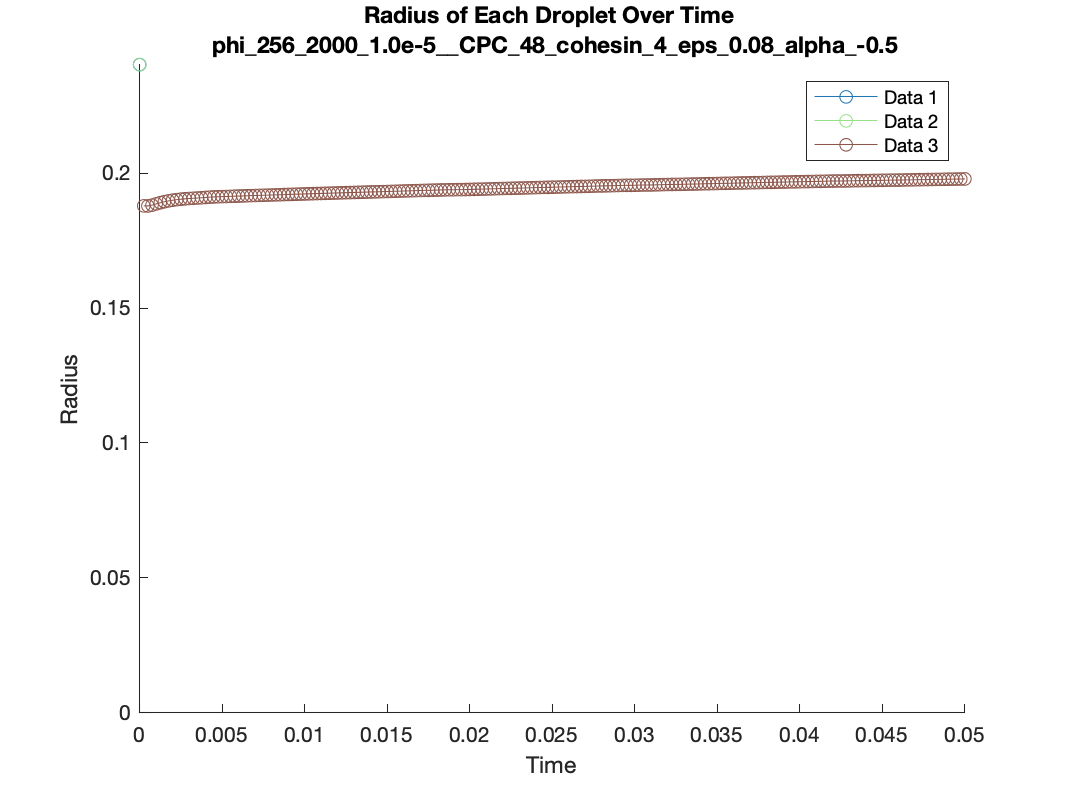 Radius of Each Droplet Over Time
phi_256_2000_1.0e-5__CPC_48_cohesin_4_eps_0.08_alpha_-0.5
Data 1
Data 2
Data 3
0.2
0.15
0.1
0.05
0
Radius
0 0.005 0.01 0.015 0.02 0.025 0.03 0.035 0.04 0.045 0.05
Time